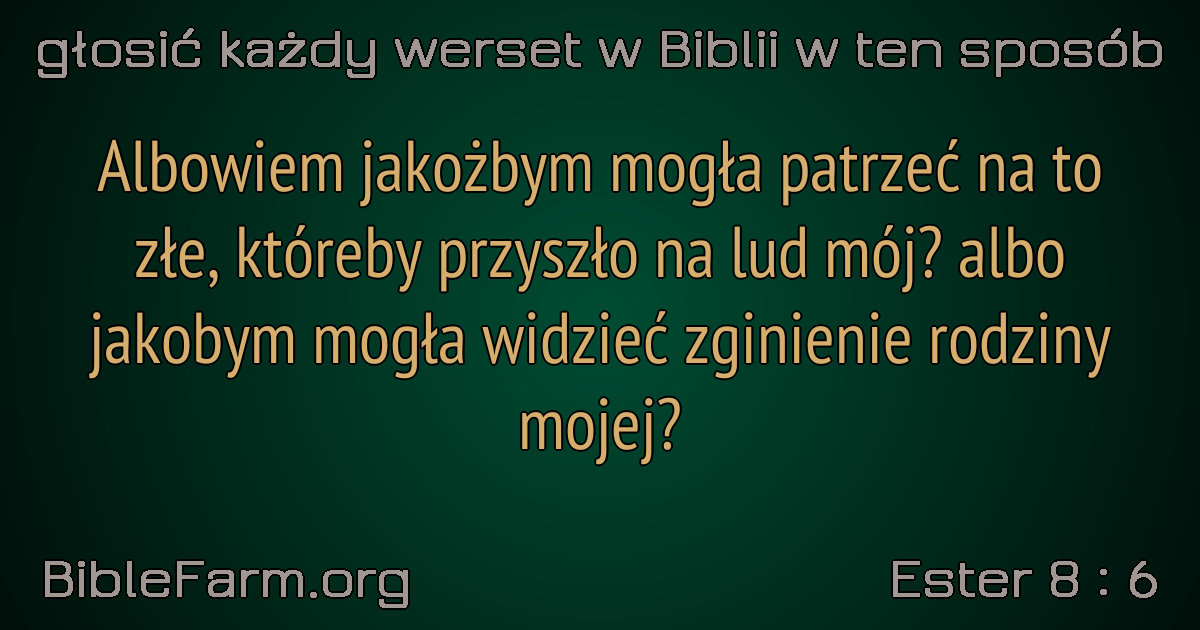 głosić każdy werset w Biblii w ten sposób
Albowiem jakożbym mogła patrzeć na to
złe, któreby przyszło na lud mój? albo
jakobym mogła widzieć zginienie rodziny
mojej?
BibleFarm.org
Ester 8 : 6